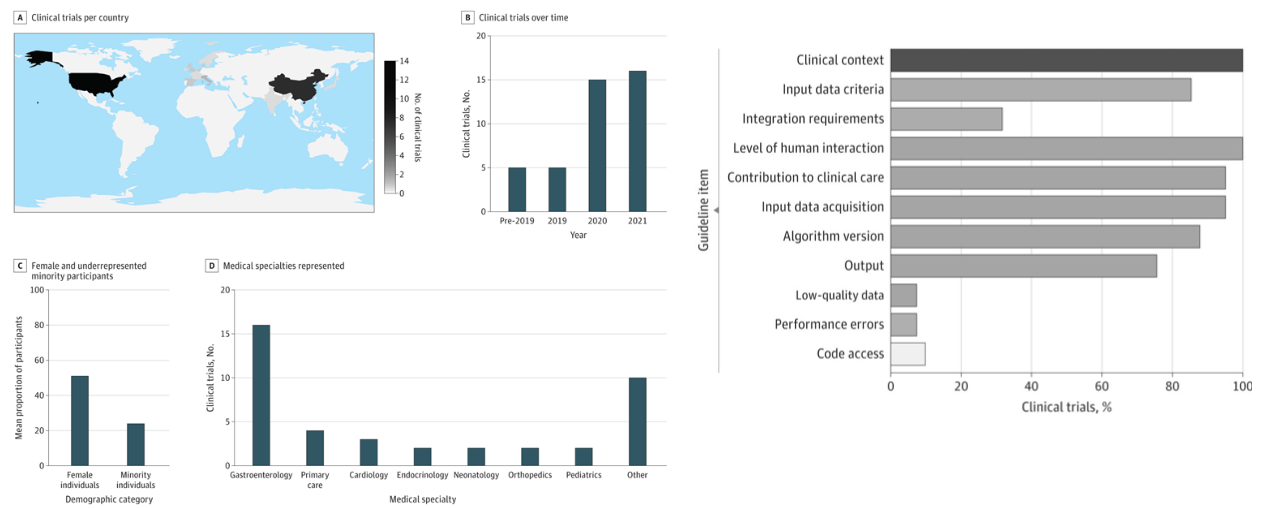 A Clinical trials per country
14
12
10
8
6
4
2
0
No. of clinical trials
B Clinical trials over time
Clinical trials, No.
20
15
10
5
0
Pre-2019 2019 2020 2021
Year
C Female and underrepresented
minority participants
Mean proportion of participants
100
80
60
40
20
0
Female
individuals
Minority
individuals
Demographic category
D Medical specialties represented
Clinical trials, No.
20
15
10
5
0
Gastroenterology
Primary
care
Cardiology
Endocrinology
Neonatology
Orthopedics
Pediatrics
Other
Medical specialty
Guideline item
Clinical context
Input data criteria
Integration requirements
Level of human interaction
Contribution to clinical care
Input data acquisition
Algorithm version
Output
Low-quality data
Performance errors
Code access
0 20 40 60 80 100
Clinical trials, %